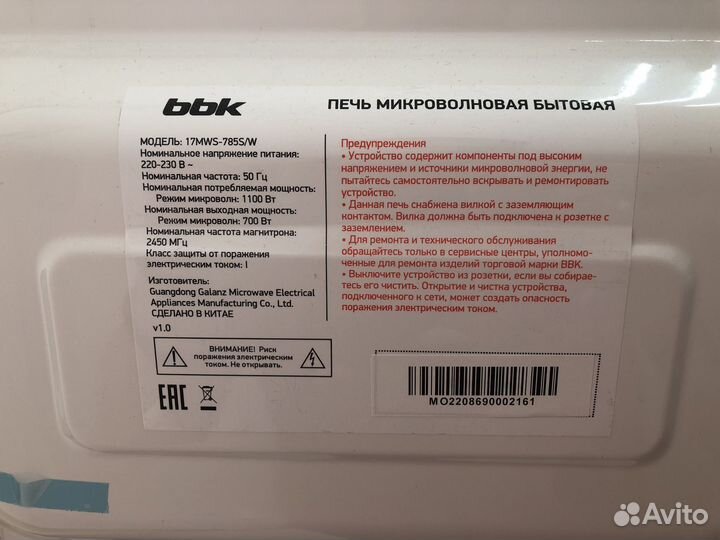 bbk
ПЕЧЬ МИКРОВОЛНОВАЯ БЫТОВАЯ
МОДЕЛЬ: 17MWS-785S/W
Номинальное напряжение питания:
220-230 В ~
Номинальная частота: 50 Гц
Номинальная потребляемая мощность:
Режим микроволн: 1100 Вт
Номинальная выходная мощность:
Режим микроволн: 700 Вт
Номинальная частота магнитрона:
2450 МГц
Класс защиты от поражения
электрическим током: I
Изготовитель:
Guangdong Galanz Microwave Electrical
Appliances Manufacturing Co., Ltd.
СДЕЛАНО В КИТАЕ
v1.0
ВНИМАНИЕ! Риск
поражения электрическим
током. Не открывать.
EAC
Предупреждения
• Устройство содержит компоненты под высоким
напряжением и источники микроволновой энергии, не
пытайтесь самостоятельно вскрывать и ремонтировать
устройство.
• Данная печь снабжена вилкой с заземляющим
контактом. Вилка должна быть подключена к розетке с
заземлением.
• Для ремонта и технического обслуживания
обращайтесь только в сервисные центры, уполномо-
ченные для ремонта изделий торговой марки BBK.
• Выключите устройство из розетки, если вы собирае-
тесь его чистить. Открытие и чистка устройства,
подключенного к сети, может создать опасность
поражения электрическим током.
MO2208690002161
Avito